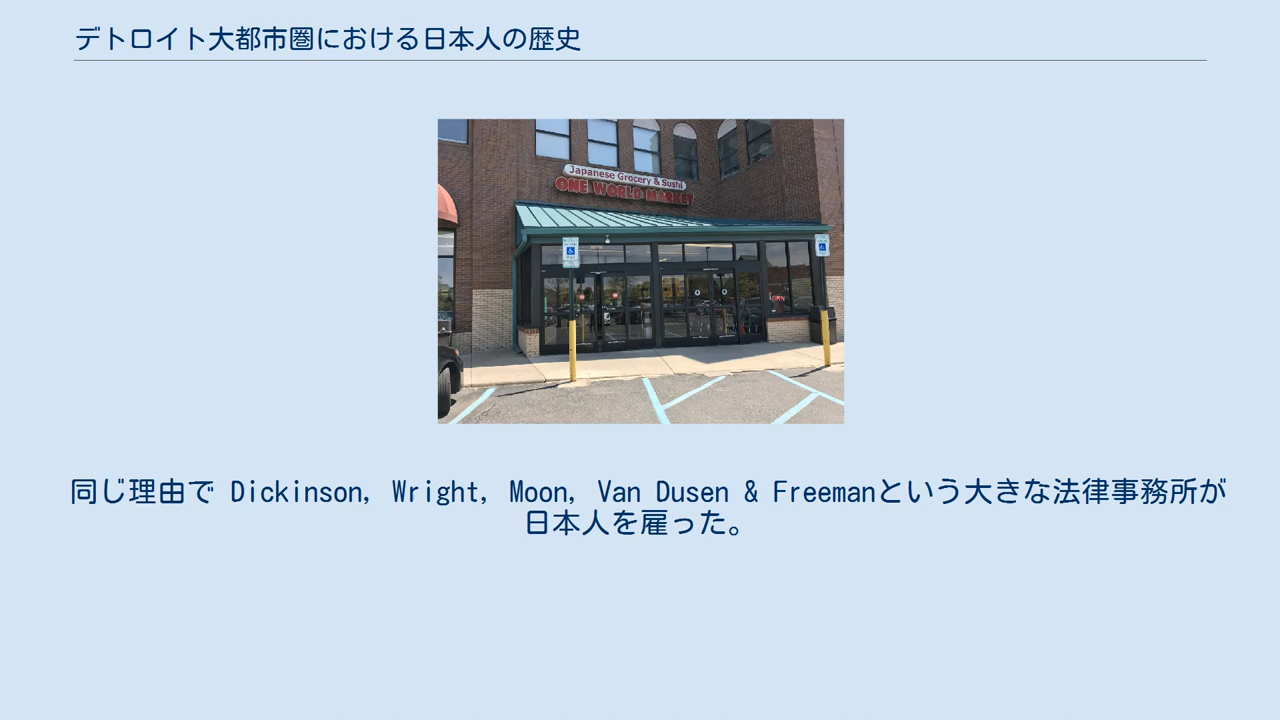 デトロイト大都市圏における日本人の歴史
Japanese Grocery & Sushi
ONE WORLD MARKET
同じ理由で Dickinson, Wright, Moon, Van Dusen & Freemanという大きな法律事務所が
日本人を雇った。